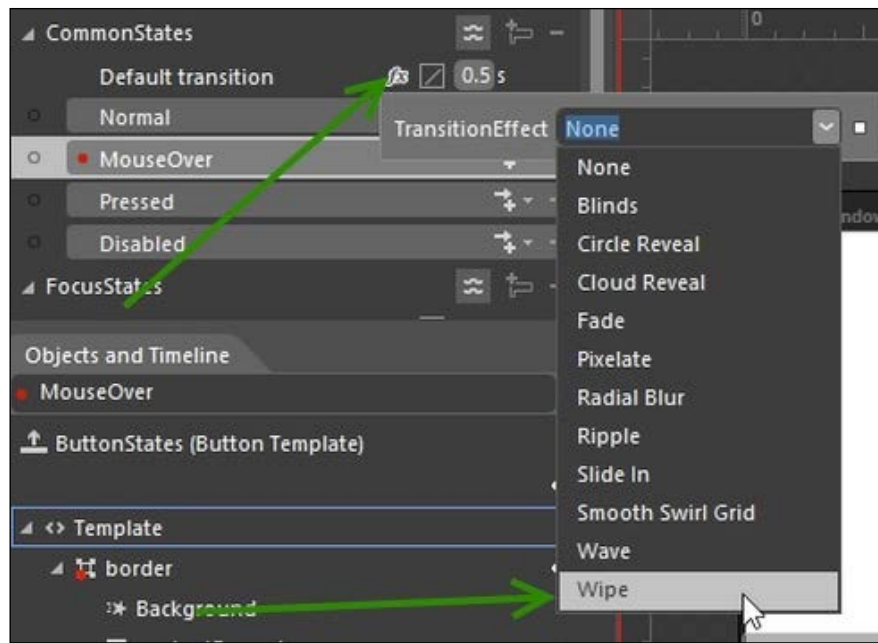 CommonStates
0
Default transition
fx
0.5 s
Normal
TransitionEffect None
MouseOver
None
Pressed
Blinds
Disabled
Circle Reveal
FocusStates
Cloud Reveal
Fade
Pixelate
Radial Blur
Ripple
Slide In
Smooth Swirl Grid
Wave
Wipe
Objects and Timeline
MouseOver
ButtonStates (Button Template)
Template
border
Background